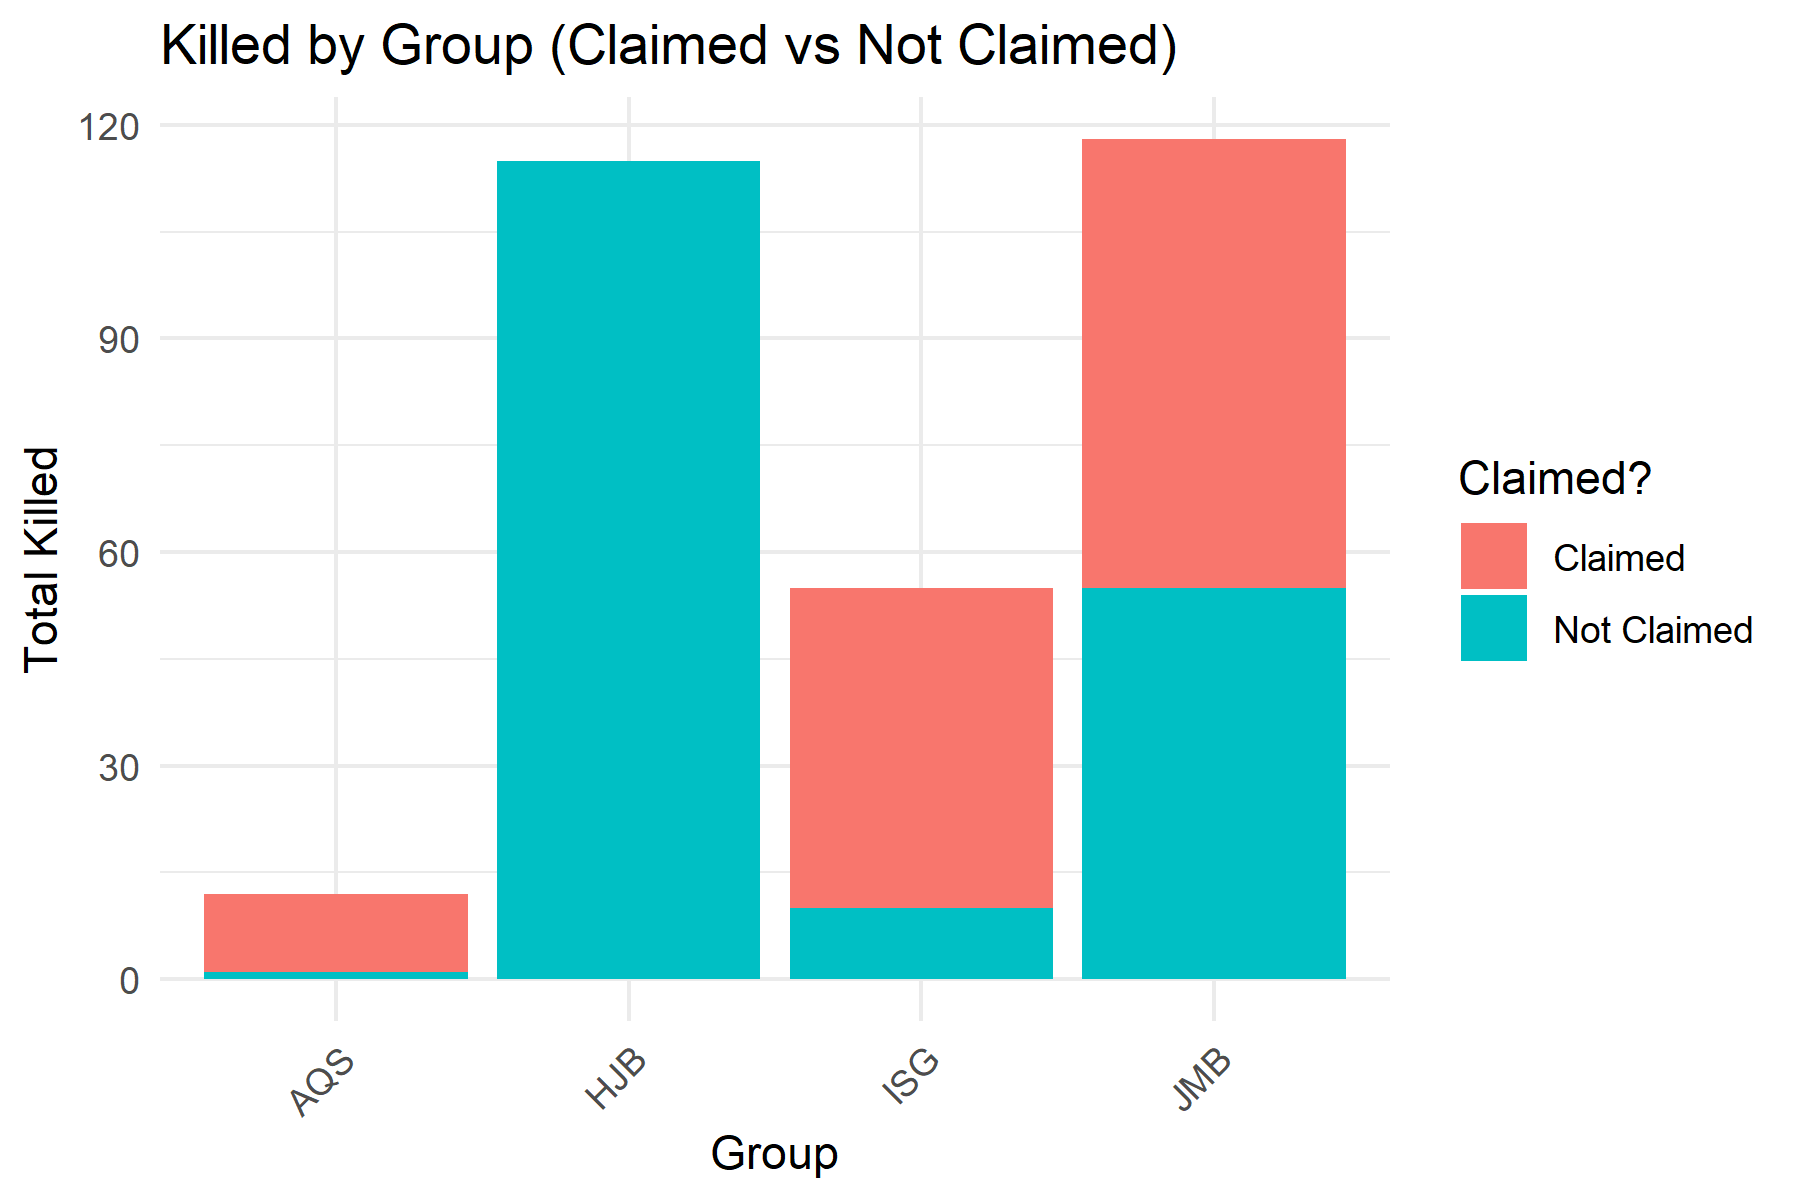 Killed by Group (Claimed vs Not Claimed)
120
90
60
30
0
Total Killed
AQS
HJB
ISG
JMB
Group
Claimed?
Claimed
Not Claimed